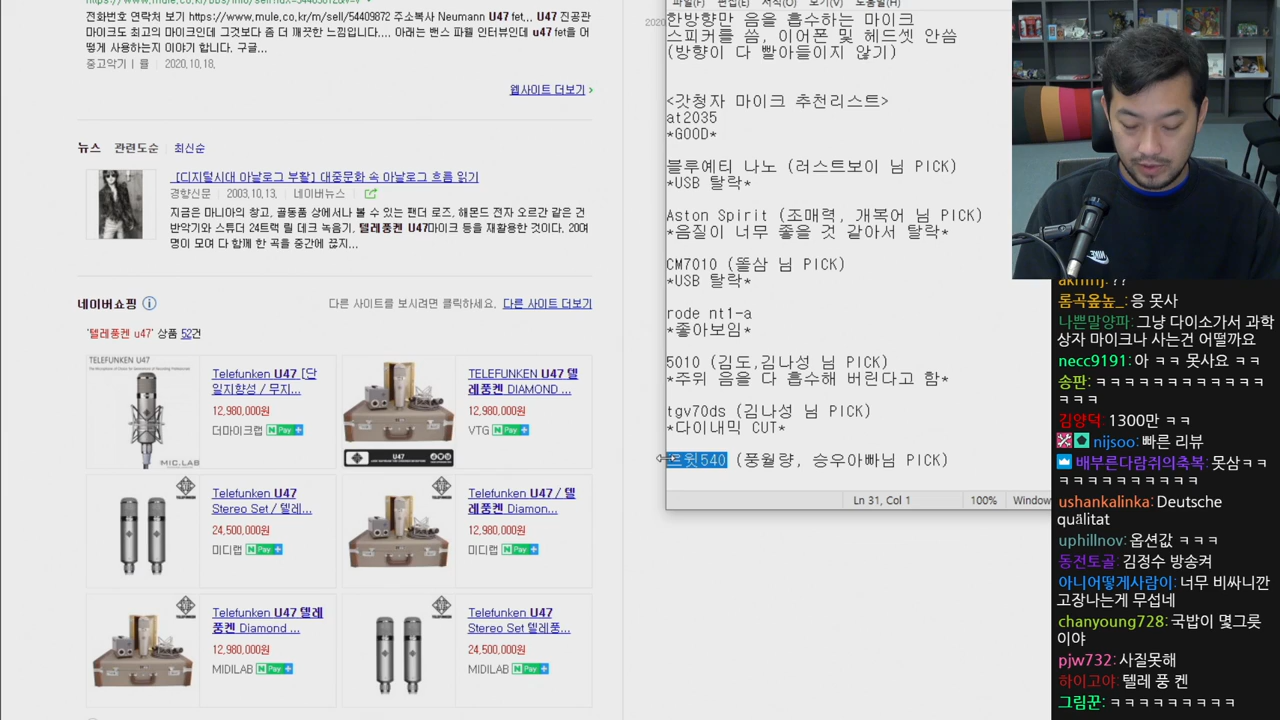 전화번호 연락처 보기 https://www.mule.co.kr/m/sell/54409872 주소복사 Neumann U47 fet... U47 진공관
마이크도 최고의 마이크인데 그것보다 좀 더 깨끗한 느낌입니다.... 아래는 밴스 파웰 인터뷰인데 u47 fet을 어
떻게 사용하는지 이야기 합니다. 구글...
중고악기 | 뮬 | 2020.10.18.
웹사이트 더보기 >
뉴스 관련도순 | 최신순
[디지털시대 아날로그 부활] 대중문화 속 아날로그 흐름 읽기
경향신문 | 2003.10.13. | 네이버뉴스
지금은 마니아의 창고, 골동품 상에서나 볼 수 있는 팬더 로즈, 해몬드 전자 오르간 같은 건
반악기와 스튜더 24트랙 릴 데크 녹음기, 텔레풍켄 U47마이크 등을 재활용한 것이다. 20여
명이 모여 다 함께 한 곡을 중간에 끊지...
네이버쇼핑
다른 사이트를 보시려면 클릭하세요. 다른 사이트 더보기
'텔레풍켄 u47' 상품 52건
TELEFUNKEN U47
MIC.LAB
Telefunken U47 [단
일지향성 / 무지...
12,980,000원
더마이크랩 N Pay +
U47
TELEFUNKEN U47 텔
레풍켄 DIAMOND ...
12,980,000원
VTG N Pay +
Telefunken U47
Stereo Set / 텔레...
24,500,000원
미디랩 N Pay +
Telefunken U47 / 텔
레풍켄 Diamon...
12,980,000원
미디랩 N Pay +
Telefunken U47 텔레
풍켄 Diamond ...
12,980,000원
MIDILAB N Pay +
Telefunken U47
Stereo Set 텔레풍...
24,500,000원
MIDILAB N Pay +
한방향만 음을 흡수하는 마이크
스피커를 씀, 이어폰 및 헤드셋 안씀
(방향이 다 빨아들이지 않기)
<갓청자 마이크 추천리스트>
at2035
*GOOD*
블루예티 나노 (러스트보이 님 PICK)
*USB 탈락*
Aston Spirit (조매력, 개복어 님 PICK)
*음질이 너무 좋을 것 같아서 탈락*
CM7010 (똘삼 님 PICK)
*USB 탈락*
rode nt1-a
*좋아보임*
5010 (김도,김나성 님 PICK)
*주위 음을 다 흡수해 버린다고 함*
tgv70ds (김나성 님 PICK)
*다이내믹 CUT*
르윗540 (풍월량, 승우아빠님 PICK)
Ln 31, Col 1
100%
Window
롬곡옾높_: 응 못사
나쁜말양파: 그냥 다이소가서 과학
상자 마이크나 사는건 어떨까요
necc9191: 아 ㅋㅋ 못사요 ㅋㅋ
송판: ㅋㅋㅋㅋㅋㅋㅋㅋㅋㅋㅋㅋ
ㅋㅋㅋ
김양덕: 1300만 ㅋㅋ
nijsoo: 빠른 리뷰
배부른다람쥐의축복: 못삼ㅋㅋ
ㅋㅋㅋㅋㅋㅋㅋㅋㅋㅋ
ushankalinka: Deutsche
qualitat
uphillnov: 옵션값 ㅋㅋㅋ
동전토골: 김정수 방송켜
아니어떻게사람이: 너무 비싸니깐
고장나는게 무섭네
chanyoung728: 국밥이 몇그릇
이야
pjw732: 사질못해
하이고야: 텔레 풍 켄
그림꾼: ㅋㅋㅋㅋㅋㅋㅋㅋㅋ